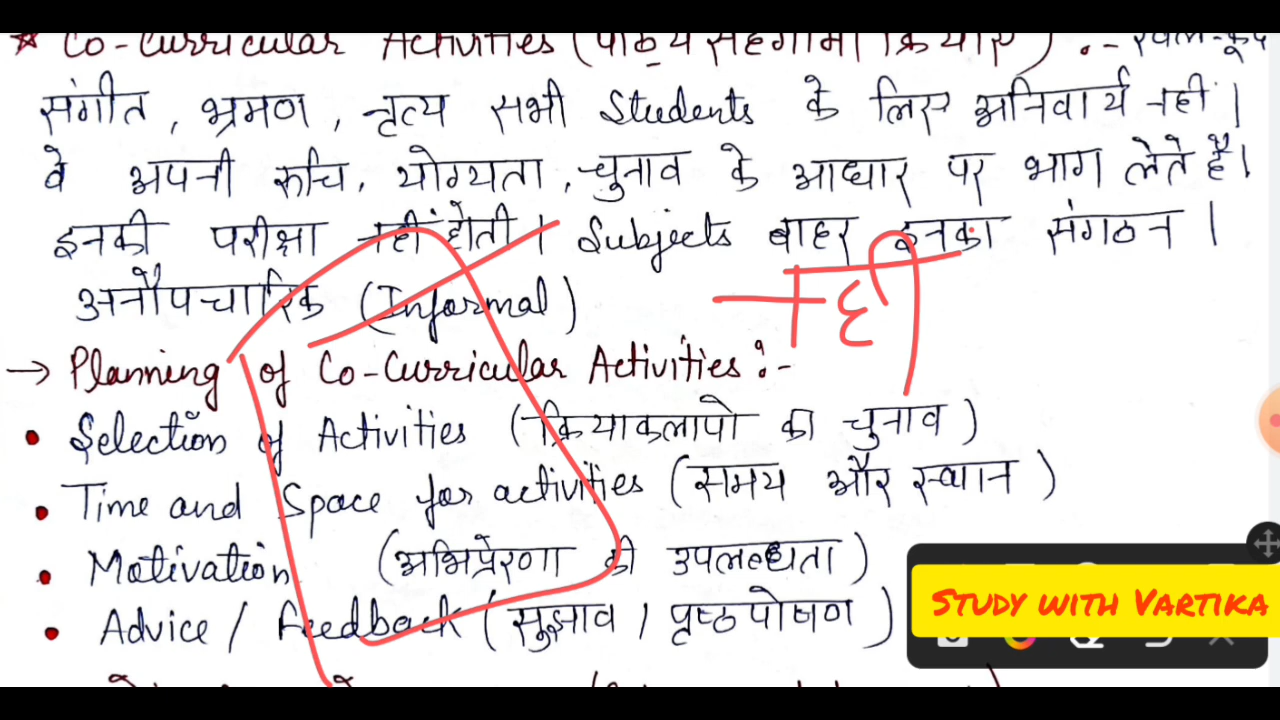 * Co-Curricular Activities (पाठ्य सहगामी क्रियाएं) :- खेल-कूद
संगीत, भ्रमण, नृत्य सभी Students के लिए अनिवार्य नहीं।
वे अपनी रूचि, योग्यता, चुनाव के आधार पर भाग लेते है।
इनकी परीक्षा नहीं होती। Subjects बाहर इनका संगठन।
अनौपचारिक (Informal)
→ Planning of Co-Curricular Activities :-
• Selection of Activities (क्रियाकलापो का चुनाव)
• Time and Space for activities (समय और स्थान)
• Motivation (अभिप्रेरणा की उपलब्धता)
• Advice / Feedback (सुझाव / पृष्ठपोषण)
STUDY WITH VARTIKA